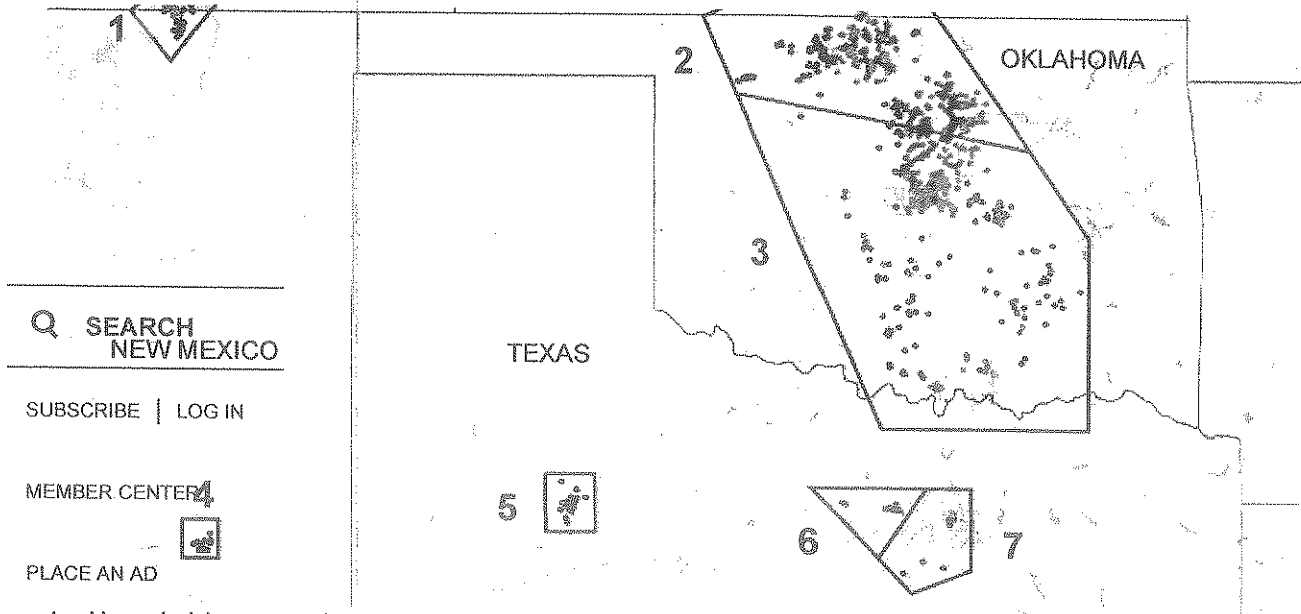 1
2
OKLAHOMA
3
SEARCH
NEW MEXICO
TEXAS
SUBSCRIBE | LOG IN
MEMBER CENTER
4
5
6
7
PLACE AN AD